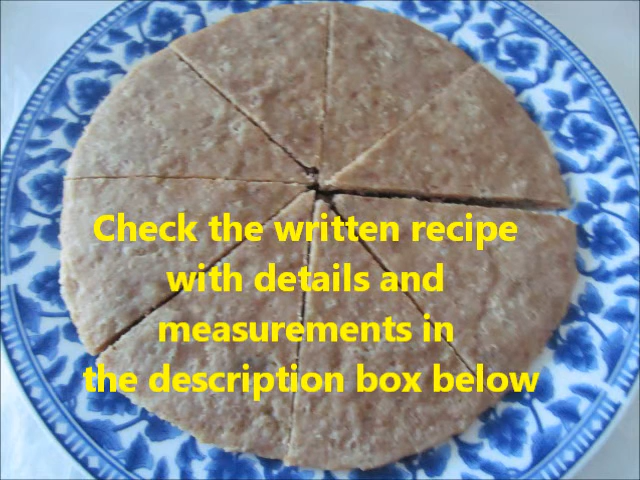 Check the written recipe
with details and
measurements in
the description box below